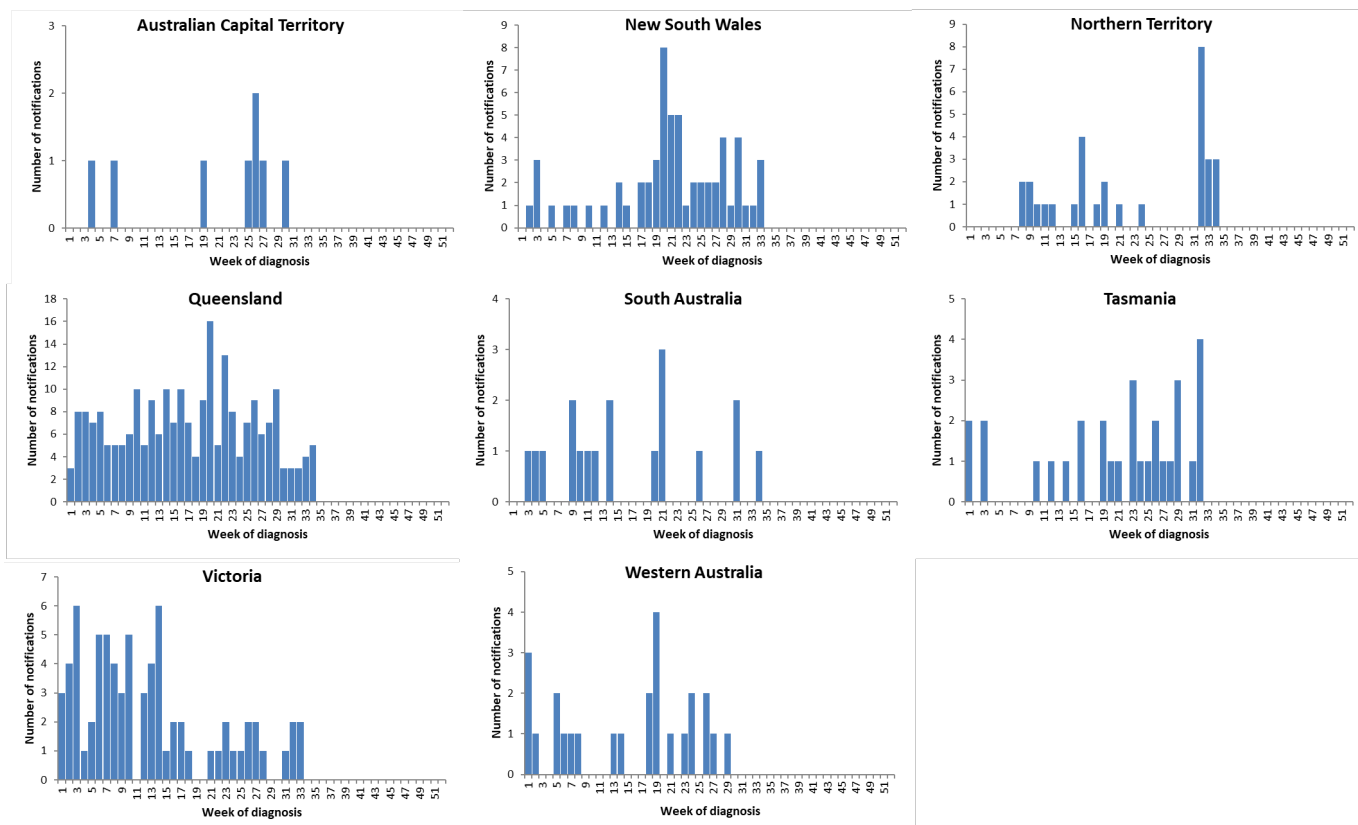 Australian Capital Territory
Number of notifications
3
2
1
0
1 3 5 7 9 11 13 15 17 19 21 23 25 27 29 31 33 35 37 39 41 43 45 47 49 51
Week of diagnosis
New South Wales
Number of notifications
9
8
7
6
5
4
3
2
1
0
1 3 5 7 9 11 13 15 17 19 21 23 25 27 29 31 33 35 37 39 41 43 45 47 49 51
Week of diagnosis
Northern Territory
Number of notifications
9
8
7
6
5
4
3
2
1
0
1 3 5 7 9 11 13 15 17 19 21 23 25 27 29 31 33 35 37 39 41 43 45 47 49 51
Week of diagnosis
Queensland
Number of notifications
18
16
14
12
10
8
6
4
2
0
1 3 5 7 9 11 13 15 17 19 21 23 25 27 29 31 33 35 37 39 41 43 45 47 49 51
Week of diagnosis
South Australia
Number of notifications
4
3
2
1
0
1 3 5 7 9 11 13 15 17 19 21 23 25 27 29 31 33 35 37 39 41 43 45 47 49 51
Week of diagnosis
Tasmania
Number of notifications
5
4
3
2
1
0
1 3 5 7 9 11 13 15 17 19 21 23 25 27 29 31 33 35 37 39 41 43 45 47 49 51
Week of diagnosis
Victoria
Number of notifications
7
6
5
4
3
2
1
0
1 3 5 7 9 11 13 15 17 19 21 23 25 27 29 31 33 35 37 39 41 43 45 47 49 51
Week of diagnosis
Western Australia
Number of notifications
5
4
3
2
1
0
1 3 5 7 9 11 13 15 17 19 21 23 25 27 29 31 33 35 37 39 41 43 45 47 49 51
Week of diagnosis